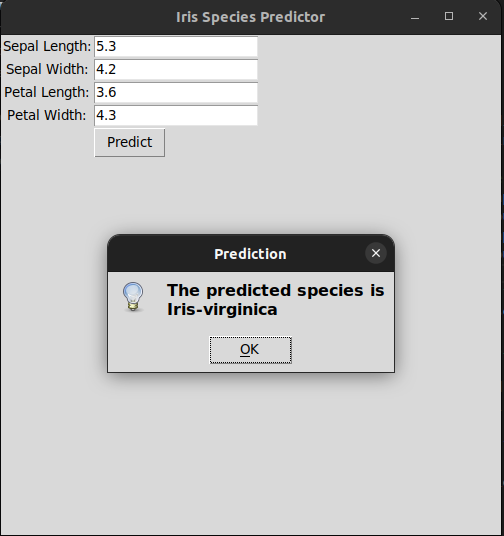 Iris Species Predictor
Sepal Length: 5.3
Sepal Width: 4.2
Petal Length: 3.6
Petal Width: 4.3
Predict
Prediction
The predicted species is
Iris-virginica
OK